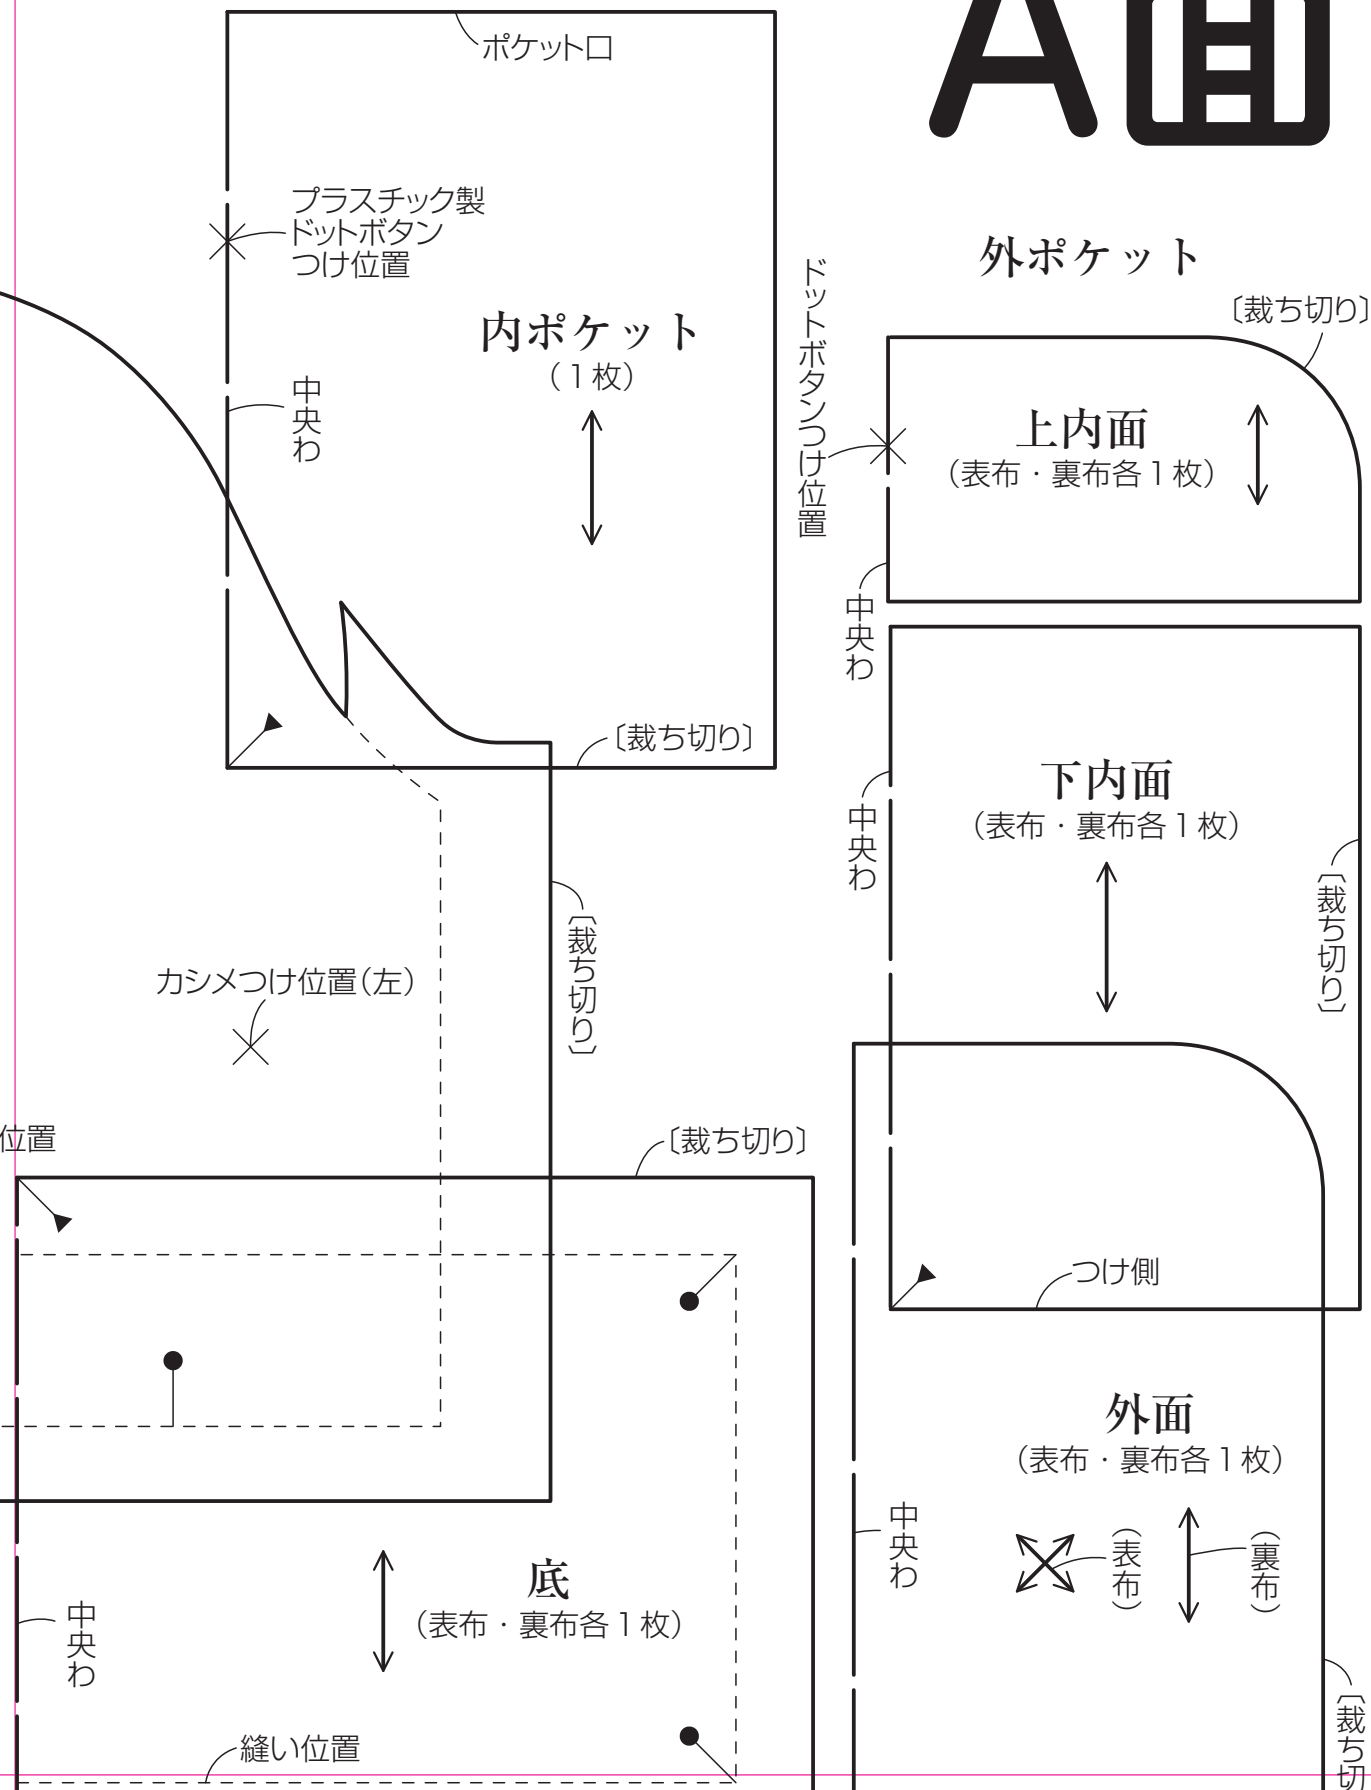 A面
ポケット口
プラスチック製
ドットボタン
つけ位置
内ポケット
（1枚）
中央わ
〔裁ち切り〕
外ポケット
〔裁ち切り〕
ドットボタンつけ位置
上内面
（表布・裏布各1枚）
中央わ
下内面
（表布・裏布各1枚）
中央わ
〔裁ち切り〕
カシメつけ位置（左）
〔裁ち切り〕
位置
〔裁ち切り〕
つけ側
外面
（表布・裏布各1枚）
中央わ
（表布）
（裏布）
〔裁ち切
底
（表布・裏布各1枚）
中央わ
縫い位置